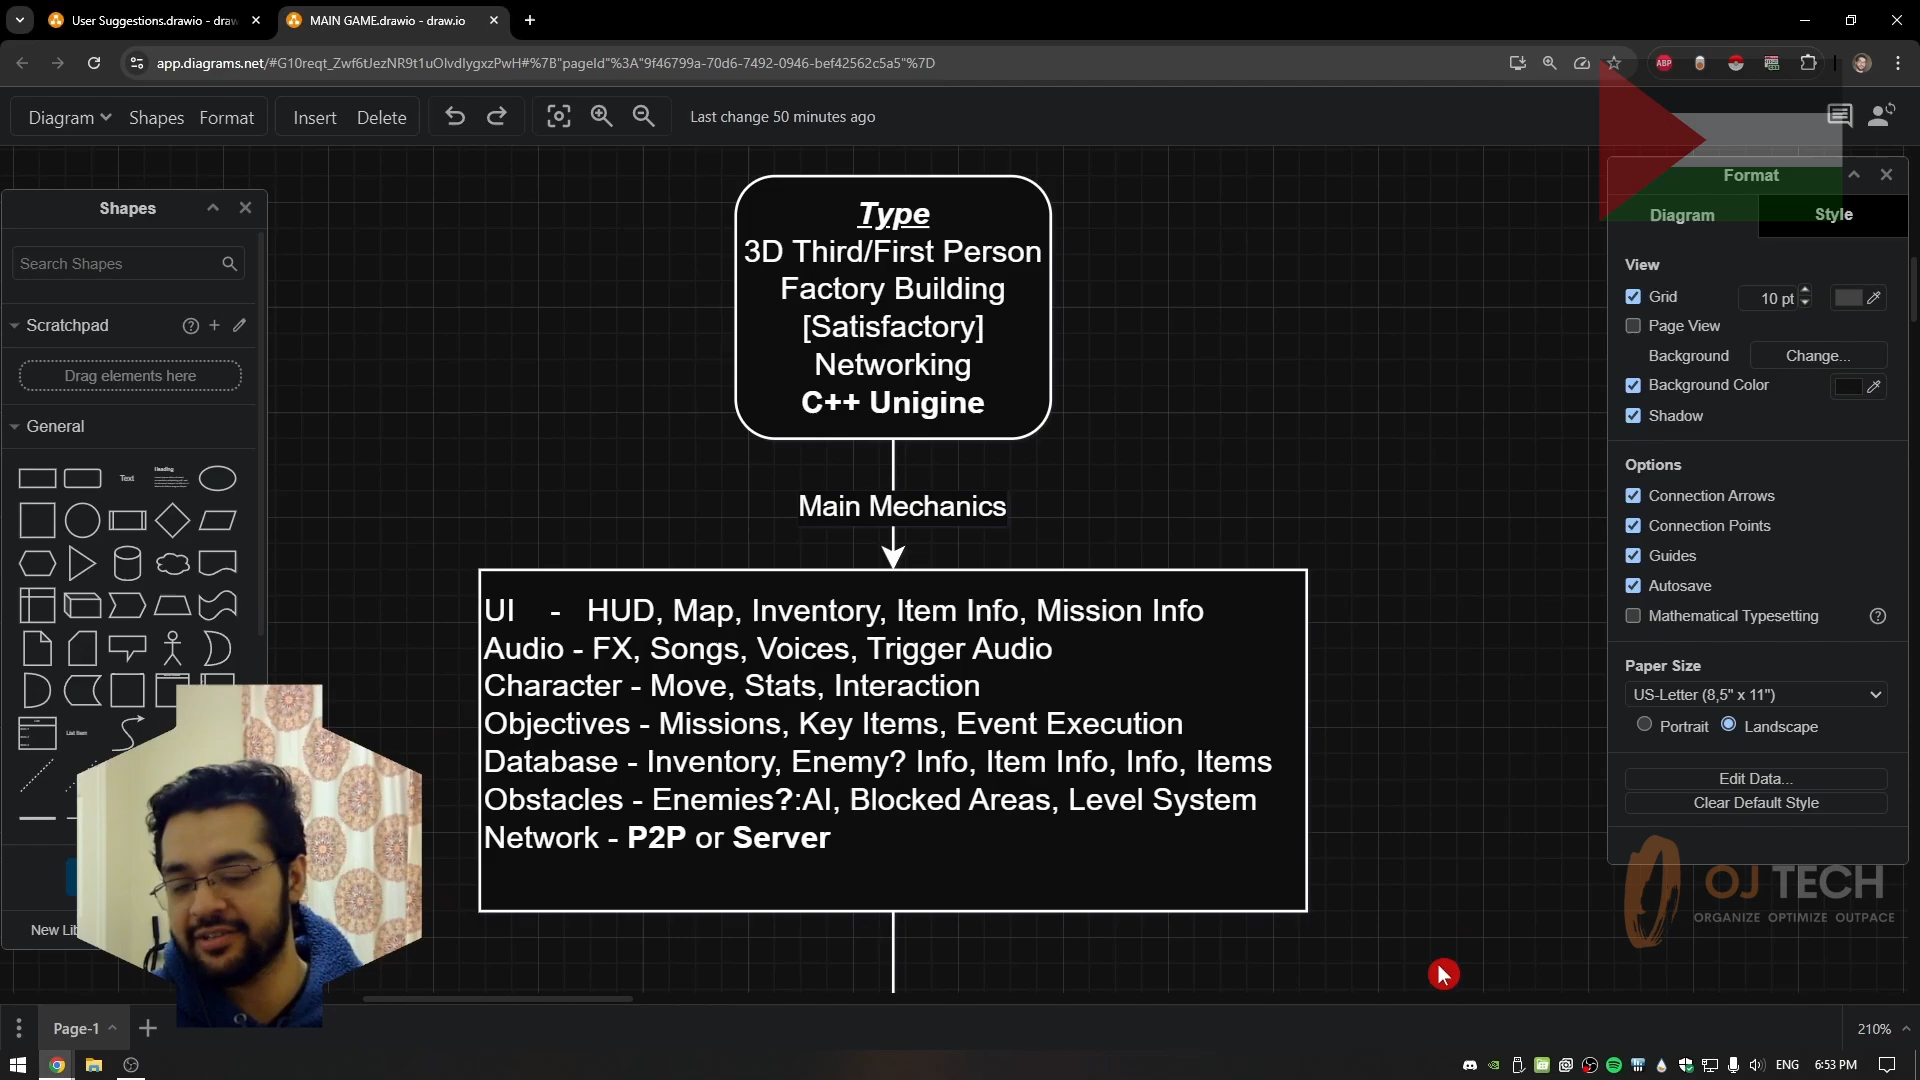 User Suggestions.drawio - draw
MAIN GAME.drawio - draw.io
app.diagrams.net/#G10reqt_Zwf6tJezNR9t1uOlvdIygxzPwH#%7B"pageId"%3A"9f46799a-70d6-7492-0946-bef42562c5a5"%7D
ABP
Diagram
Shapes
Format
Insert
Delete
Last change 50 minutes ago
Shapes
Search Shapes
Scratchpad
Drag elements here
General
Text
Heading
List Item
New Lib
Type
3D Third/First Person
Factory Building
[Satisfactory]
Networking
C++ Unigine
Main Mechanics
UI - HUD, Map, Inventory, Item Info, Mission Info
Audio - FX, Songs, Voices, Trigger Audio
Character - Move, Stats, Interaction
Objectives - Missions, Key Items, Event Execution
Database - Inventory, Enemy? Info, Item Info, Info, Items
Obstacles - Enemies?:AI, Blocked Areas, Level System
Network - P2P or Server
Format
Diagram
Style
View
Grid
10 pt
Page View
Background
Change...
Background Color
Shadow
Options
Connection Arrows
Connection Points
Guides
Autosave
Mathematical Typesetting
Paper Size
US-Letter (8,5" x 11")
Portrait
Landscape
Edit Data...
Clear Default Style
OJ TECH
ORGANIZE OPTIMIZE OUTPACE
Page-1
210%
ENG
6:53 PM